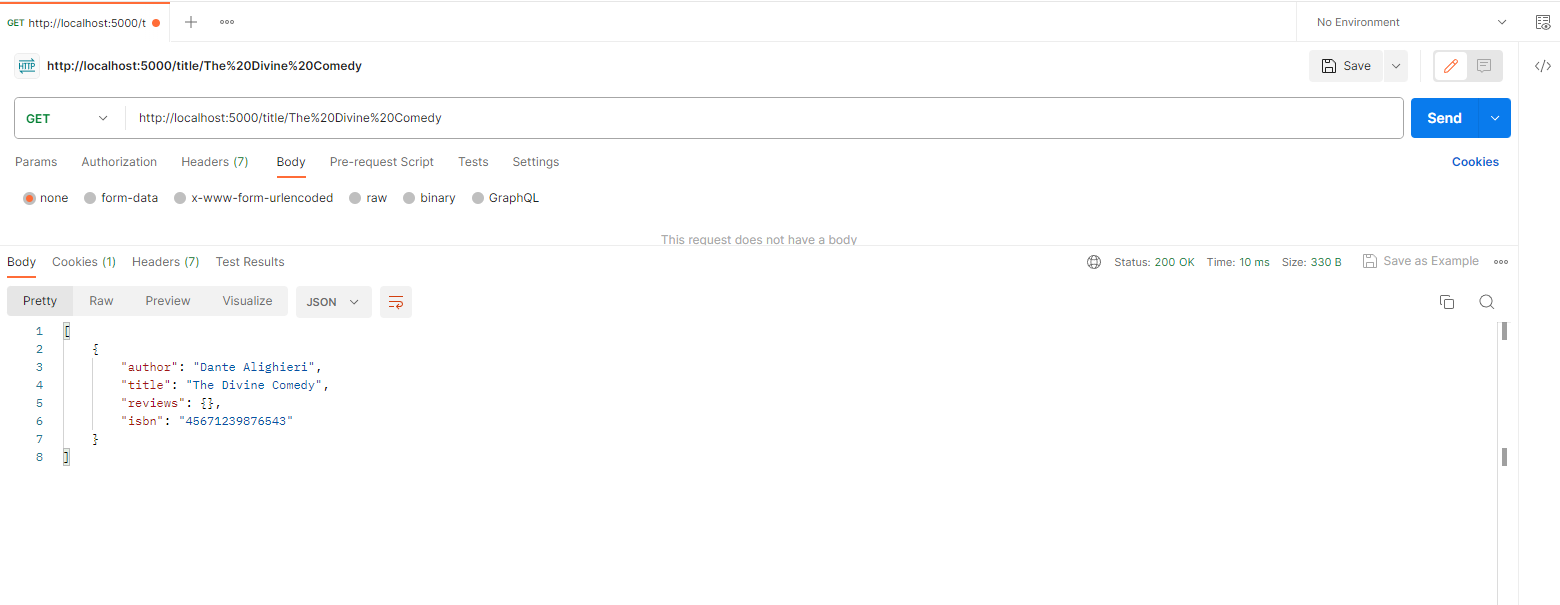 GET http://localhost:5000/t No Environment
HTTP http://localhost:5000/title/The%20Divine%20Comedy Save
GET http://localhost:5000/title/The%20Divine%20Comedy Send
Params Authorization Headers (7) Body Pre-request Script Tests Settings Cookies
none form-data x-www-form-urlencoded raw binary GraphQL
This request does not have a body
Body Cookies (1) Headers (7) Test Results Status: 200 OK Time: 10 ms Size: 330 B Save as Example
Pretty Raw Preview Visualize JSON
1 [
2 {
3 "author": "Dante Alighieri",
4 "title": "The Divine Comedy",
5 "reviews": {},
6 "isbn": "45671239876543"
7 }
8 ]